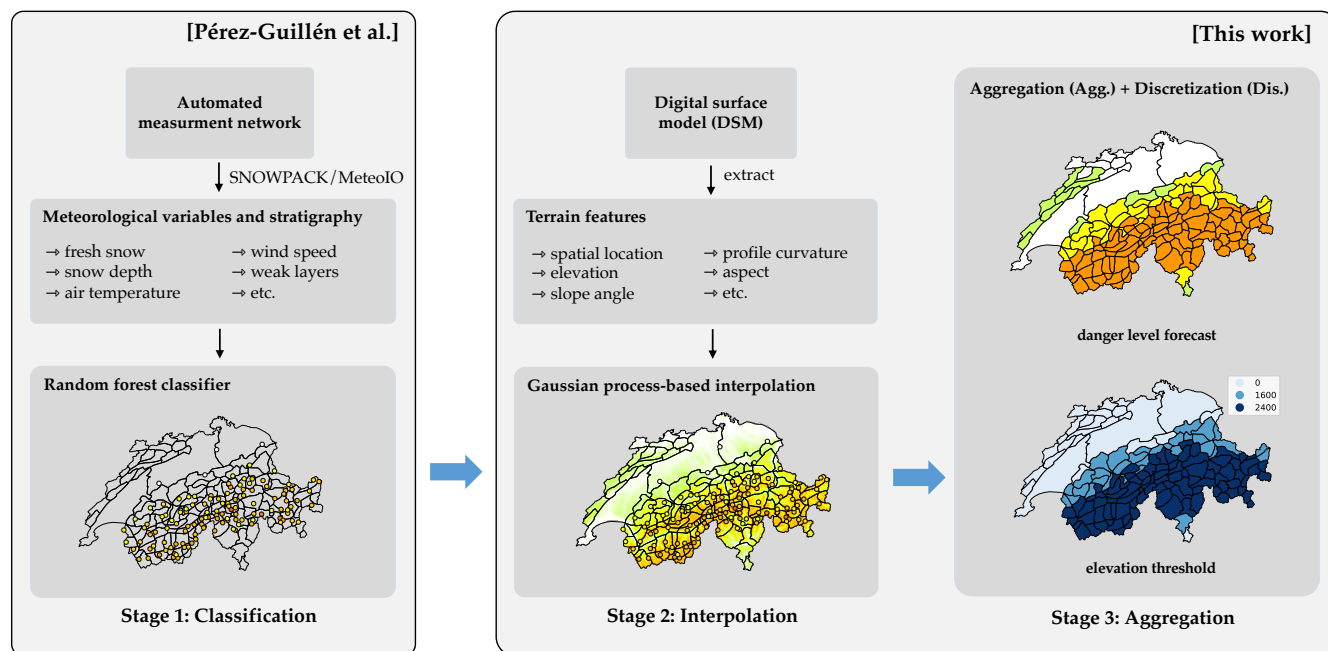 [Pérez-Guillén et al.]
Automated
measurment network
SNOWPACK/MeteoIO
Meteorological variables and stratigraphy
→ fresh snow
→ snow depth
→ air temperature
→ wind speed
→ weak layers
→ etc.
Random forest classifier
Stage 1: Classification
[This work]
Digital surface
model (DSM)
extract
Terrain features
→ spatial location
→ elevation
→ slope angle
→ profile curvature
→ aspect
→ etc.
Gaussian process-based interpolation
Stage 2: Interpolation
Aggregation (Agg.) + Discretization (Dis.)
danger level forecast
0
1600
2400
elevation threshold
Stage 3: Aggregation